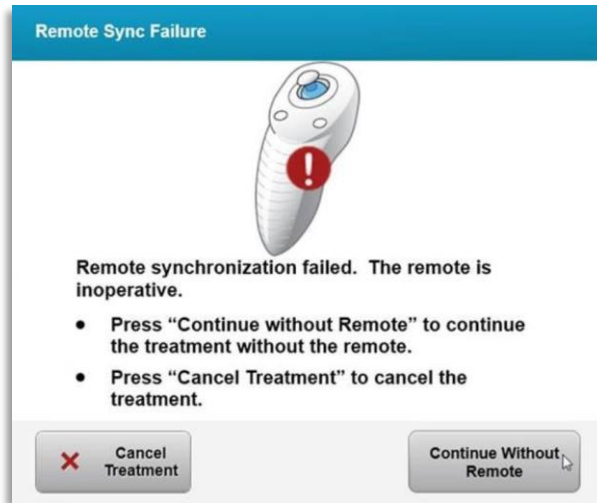 Remote Sync Failure
Remote synchronization failed. The remote is
inoperative.
• Press “Continue without Remote” to continue
the treatment without the remote.
• Press “Cancel Treatment” to cancel the
treatment.
Cancel
Treatment
Continue Without
Remote